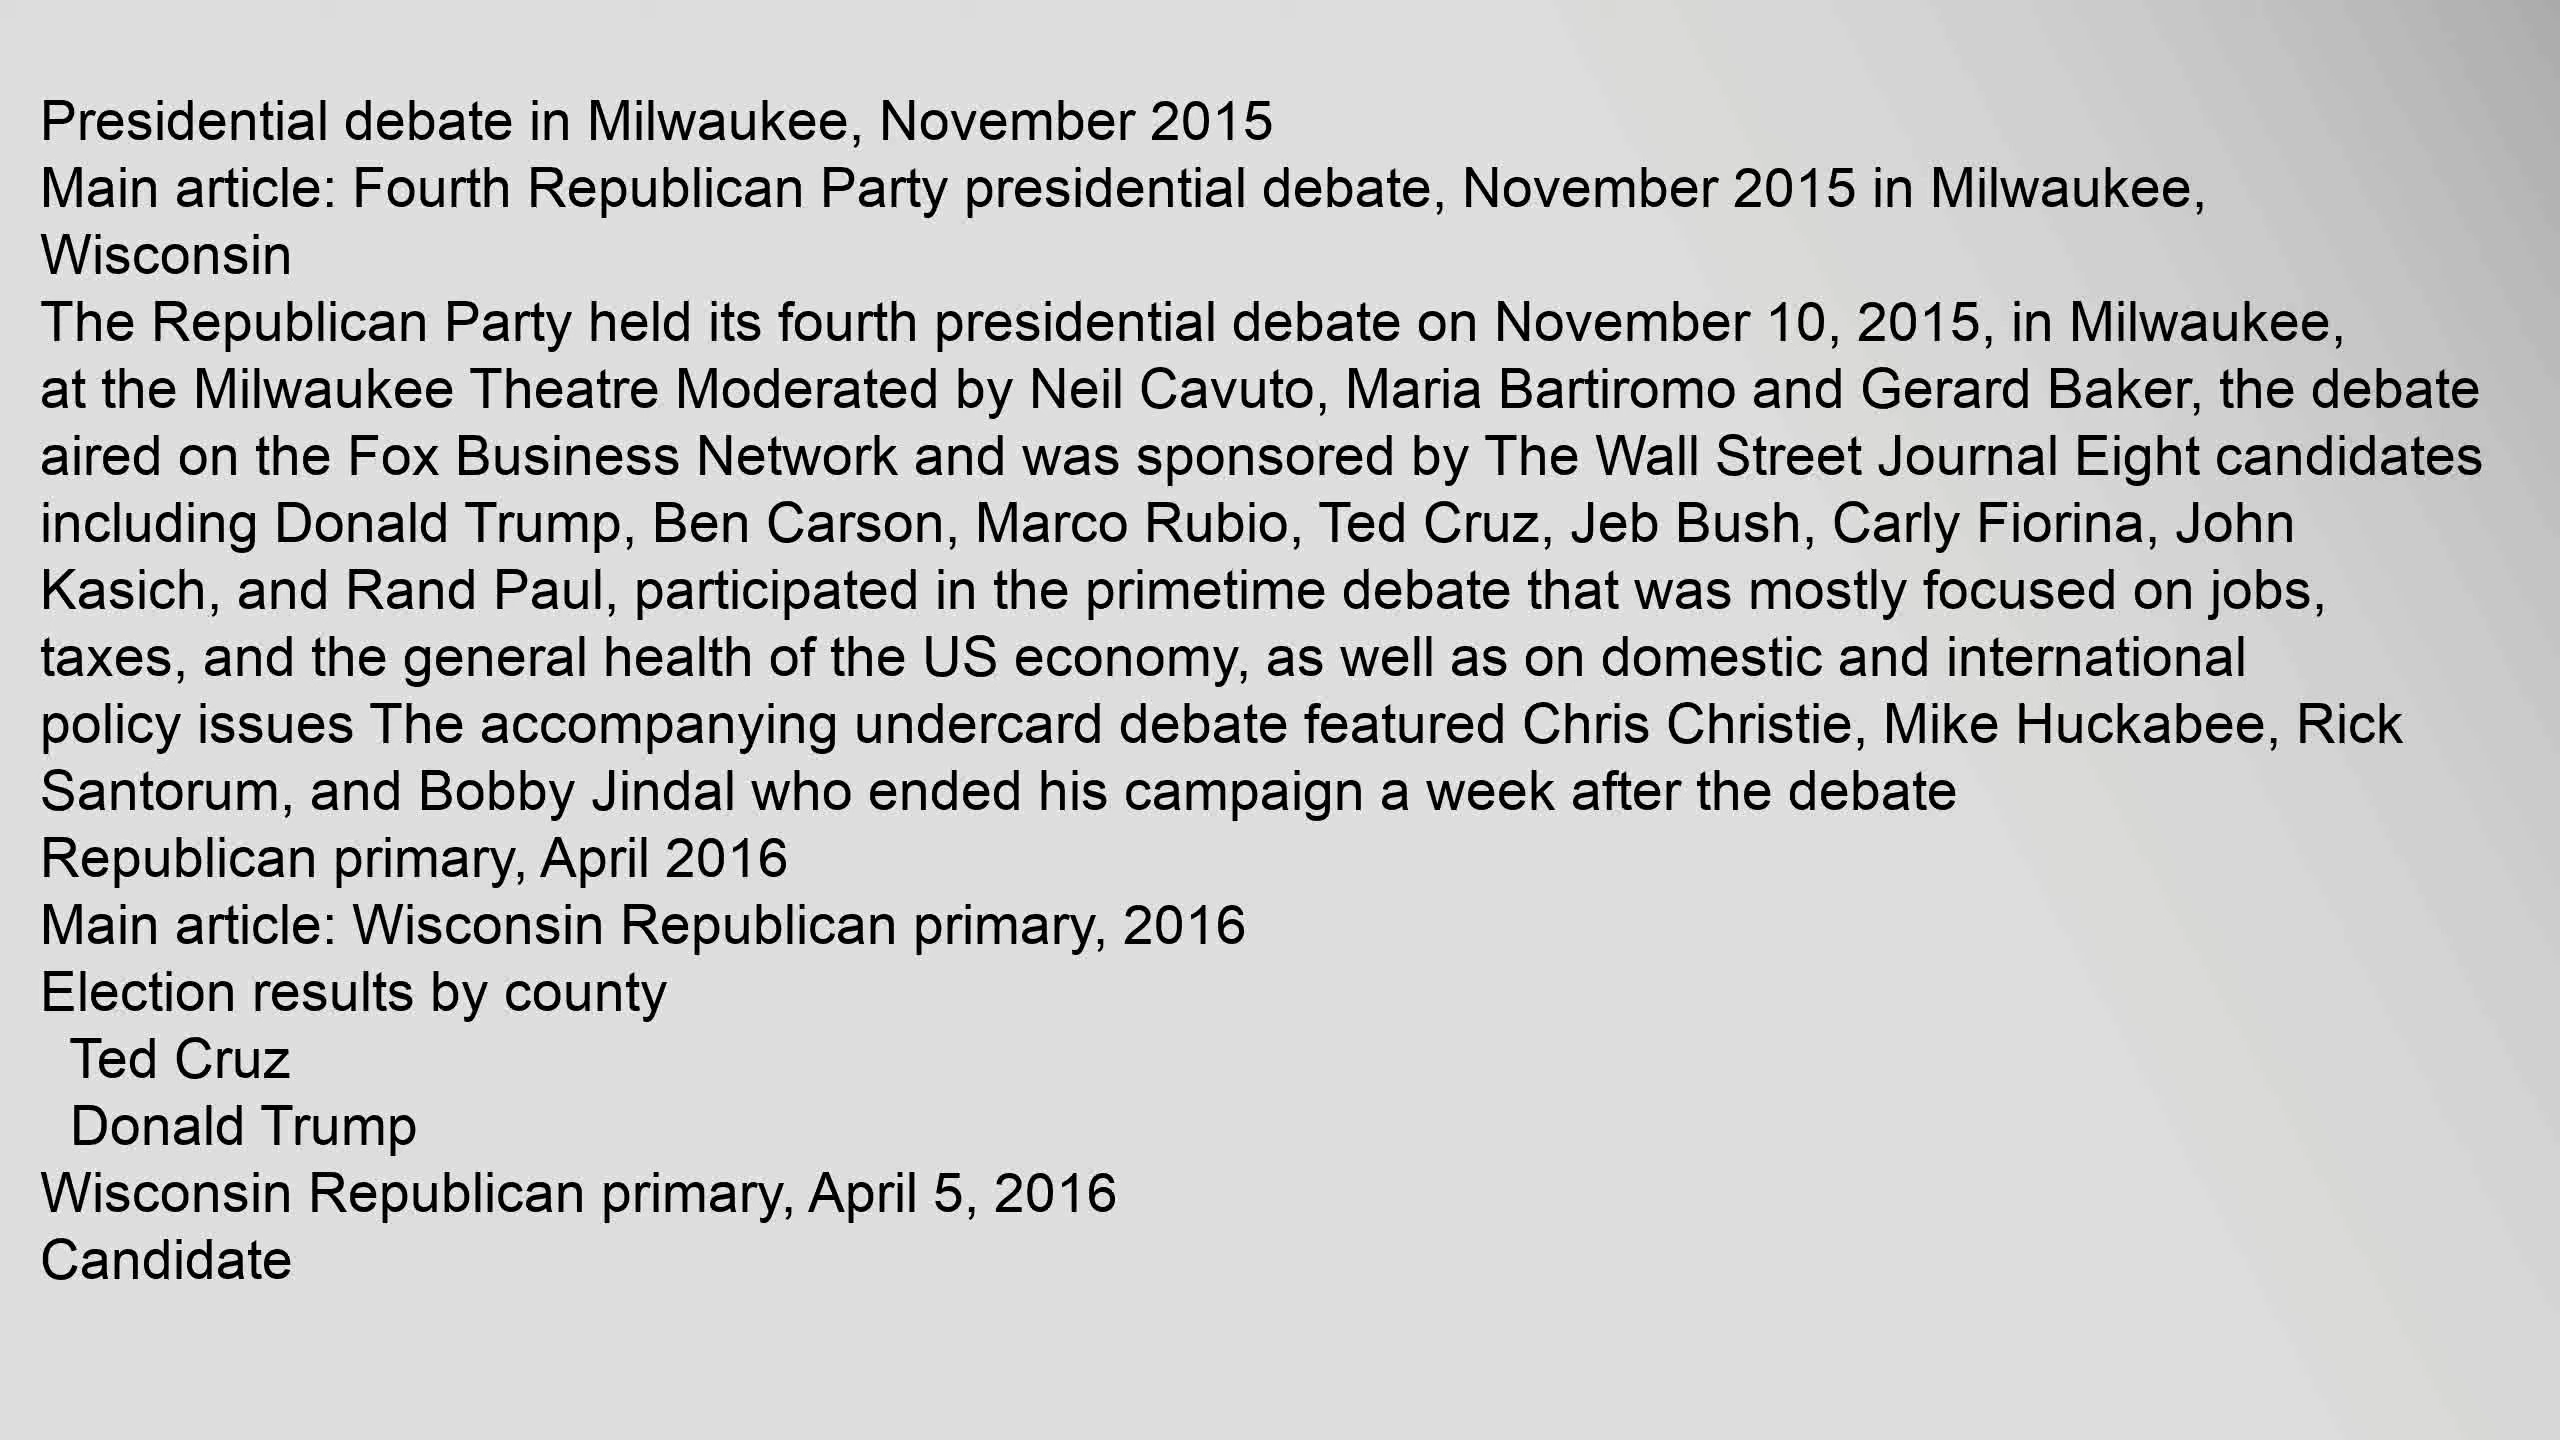 Presidential debate in Milwaukee, November 2015
Main article: Fourth Republican Party presidential debate, November 2015 in Milwaukee,
Wisconsin
The Republican Party held its fourth presidential debate on November 10, 2015, in Milwaukee,
at the Milwaukee Theatre Moderated by Neil Cavuto, Maria Bartiromo and Gerard Baker, the debate
aired on the Fox Business Network and was sponsored by The Wall Street Journal Eight candidates
including Donald Trump, Ben Carson, Marco Rubio, Ted Cruz, Jeb Bush, Carly Fiorina, John
Kasich, and Rand Paul, participated in the primetime debate that was mostly focused on jobs,
taxes, and the general health of the US economy, as well as on domestic and international
policy issues The accompanying undercard debate featured Chris Christie, Mike Huckabee, Rick
Santorum, and Bobby Jindal who ended his campaign a week after the debate
Republican primary, April 2016
Main article: Wisconsin Republican primary, 2016
Election results by county
Ted Cruz
Donald Trump
Wisconsin Republican primary, April 5, 2016
Candidate